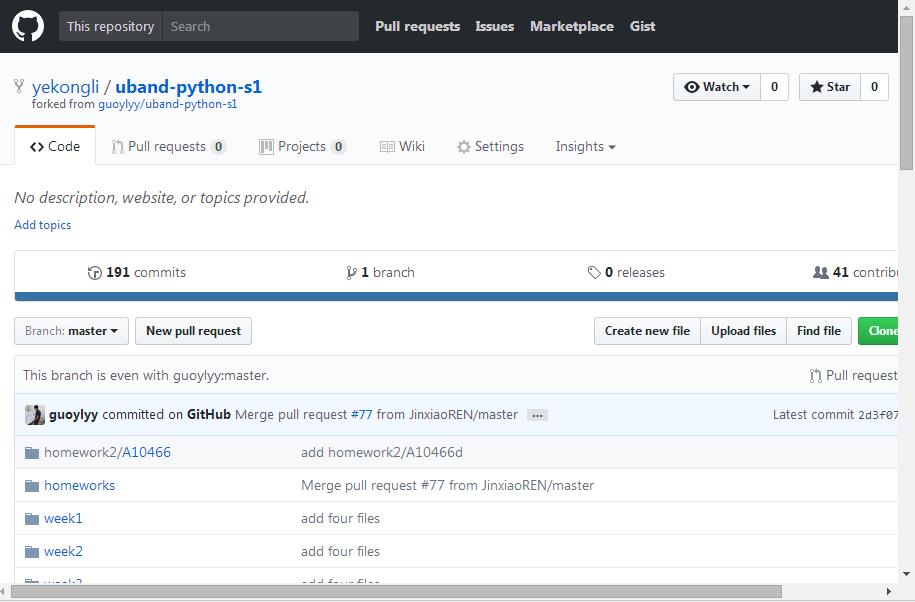 This repository Search Pull requests Issues Marketplace Gist
yekongli / uband-python-s1 Watch 0 Star 0
forked from guoylyy/uband-python-s1
Code Pull requests 0 Projects 0 Wiki Settings Insights
No description, website, or topics provided.
Add topics
191 commits 1 branch 0 releases 41 contribu
Branch: master New pull request Create new file Upload files Find file Clone
This branch is even with guoylyy:master. Pull request
guoylyy committed on GitHub Merge pull request #77 from JinxiaoREN/master … Latest commit 2d3f07
homework2/A10466 add homework2/A10466d
homeworks Merge pull request #77 from JinxiaoREN/master
week1 add four files
week2 add four files
week3 add four files